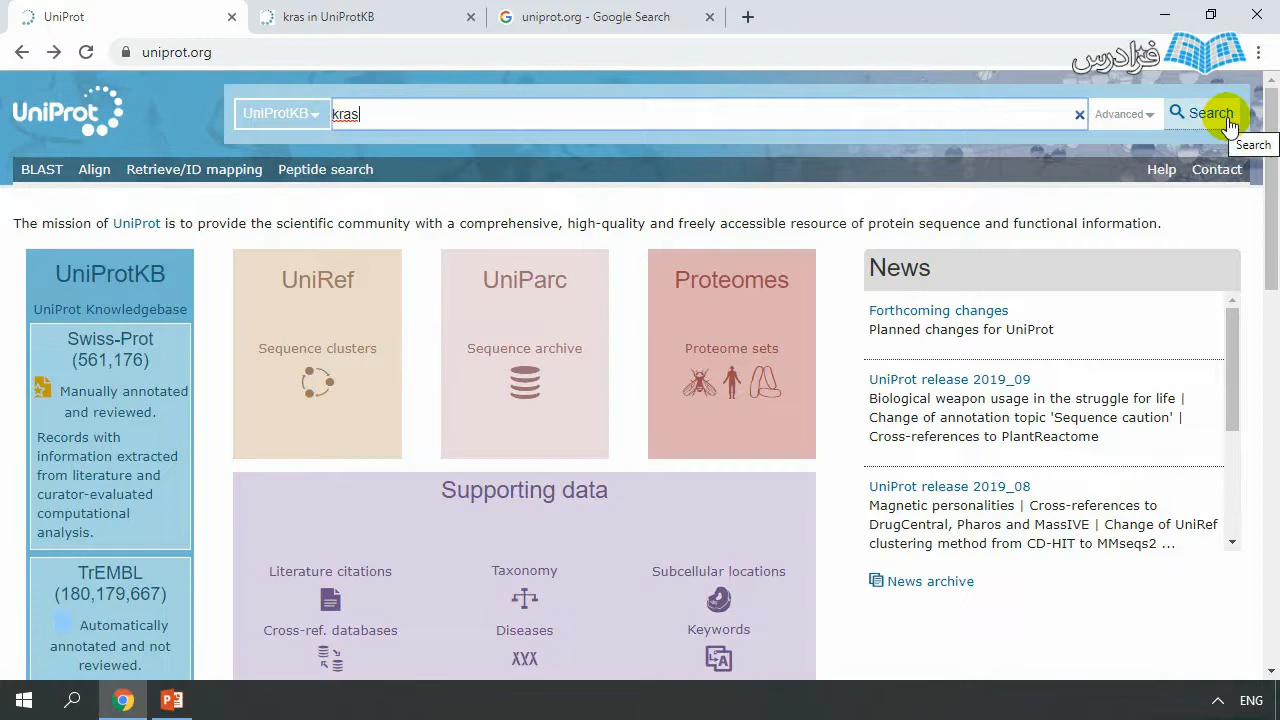 UniProt
kras in UniProtKB
uniprot.org - Google Search
uniprot.org
فرادرس
UniProt
UniProtKB
kras
Advanced
Search
Search
BLAST Align Retrieve/ID mapping Peptide search
Help Contact
The mission of UniProt is to provide the scientific community with a comprehensive, high-quality and freely accessible resource of protein sequence and functional information.
UniProtKB
UniProt Knowledgebase
Swiss-Prot
(561,176)
Manually annotated
and reviewed.
Records with
information extracted
from literature and
curator-evaluated
computational
analysis.
TrEMBL
(180,179,667)
Automatically
annotated and not
reviewed.
UniRef
Sequence clusters
UniParc
Sequence archive
Proteomes
Proteome sets
Supporting data
Literature citations
Taxonomy
Subcellular locations
Cross-ref. databases
Diseases
Keywords
News
Forthcoming changes
Planned changes for UniProt
UniProt release 2019_09
Biological weapon usage in the struggle for life |
Change of annotation topic 'Sequence caution' |
Cross-references to PlantReactome
UniProt release 2019_08
Magnetic personalities | Cross-references to
DrugCentral, Pharos and MassIVE | Change of UniRef
clustering method from CD-HIT to MMseqs2 ...
News archive
ENG